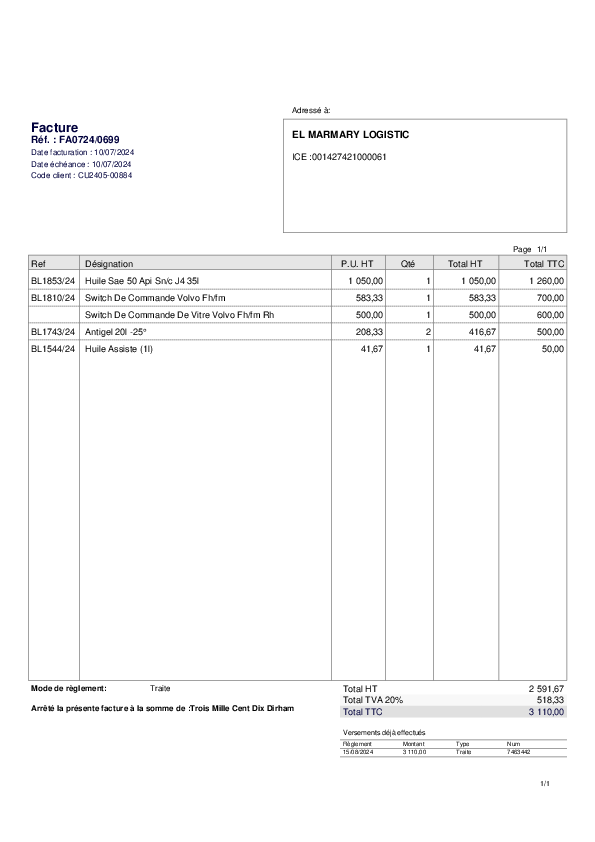 Adressé à:
Facture
Réf. : FA0724/0699
Date facturation : 10/07/2024
Date échéance : 10/07/2024
Code client : CU2405-00884
EL MARMARY LOGISTIC
ICE :001427421000061
Page 1/1
Ref Désignation P.U. HT Qté Total HT Total TTC
BL1853/24 Huile Sae 50 Api Sn/c J4 35l 1 050,00 1 1 050,00 1 260,00
BL1810/24 Switch De Commande Volvo Fh/fm 583,33 1 583,33 700,00
Switch De Commande De Vitre Volvo Fh/fm Rh 500,00 1 500,00 600,00
BL1743/24 Antigel 20l -25° 208,33 2 416,67 500,00
BL1544/24 Huile Assiste (1l) 41,67 1 41,67 50,00
Mode de règlement: Traite
Arrêté la présente facture à la somme de :Trois Mille Cent Dix Dirham
Total HT 2 591,67
Total TVA 20% 518,33
Total TTC 3 110,00
Versements déjà effectués
Règlement Montant Type Num
15/08/2024 3 110,00 Traite 7463442
1/1